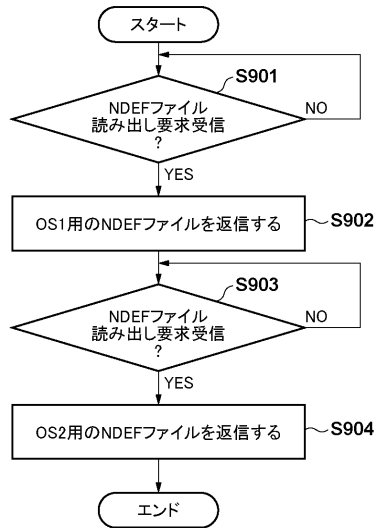 スタート
S901
NDEFファイル
読み出し要求受信
?
NO
YES
OS1用のNDEFファイルを返信する
S902
S903
NDEFファイル
読み出し要求受信
?
NO
YES
OS2用のNDEFファイルを返信する
S904
エンド